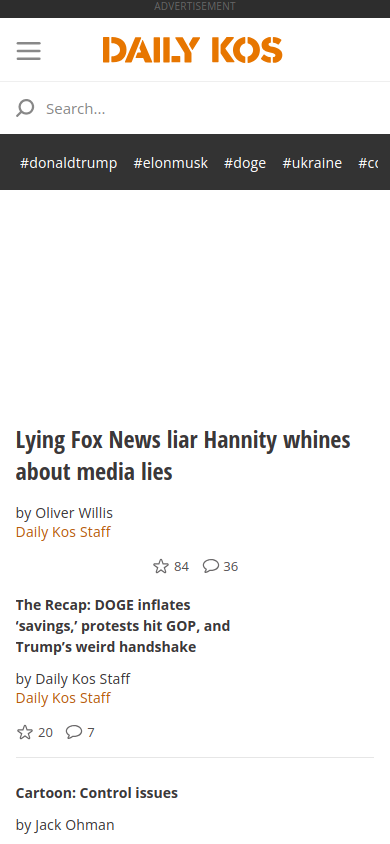 ADVERTISEMENT
DAILY KOS
Search...
#donaldtrump #elonmusk #doge #ukraine
Lying Fox News liar Hannity whines
about media lies
by Oliver Willis
Daily Kos Staff
84 36
The Recap: DOGE inflates
‘savings,’ protests hit GOP, and
Trump’s weird handshake
by Daily Kos Staff
Daily Kos Staff
20 7
Cartoon: Control issues
by Jack Ohman